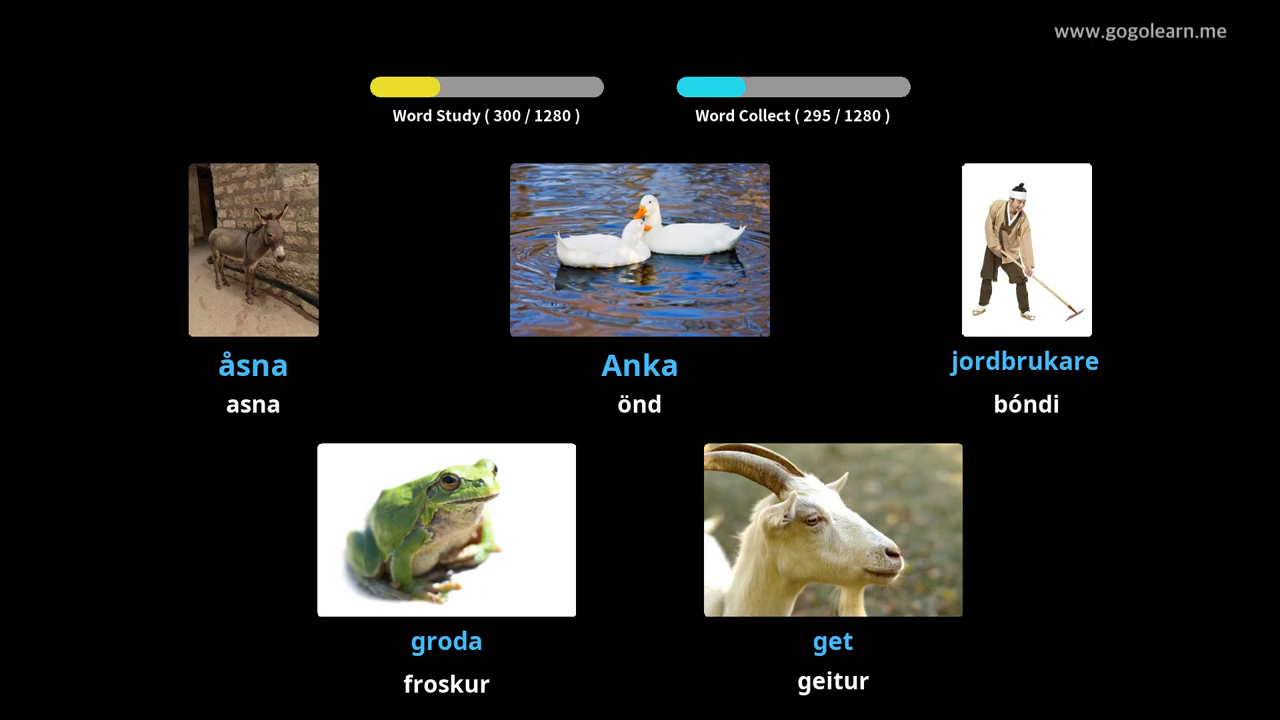 www.gogolearn.me
Word Study ( 300 / 1280 )
Word Collect ( 295 / 1280 )
åsna
Anka
jordbrukare
asna
önd
bóndi
groda
get
froskur
geitur